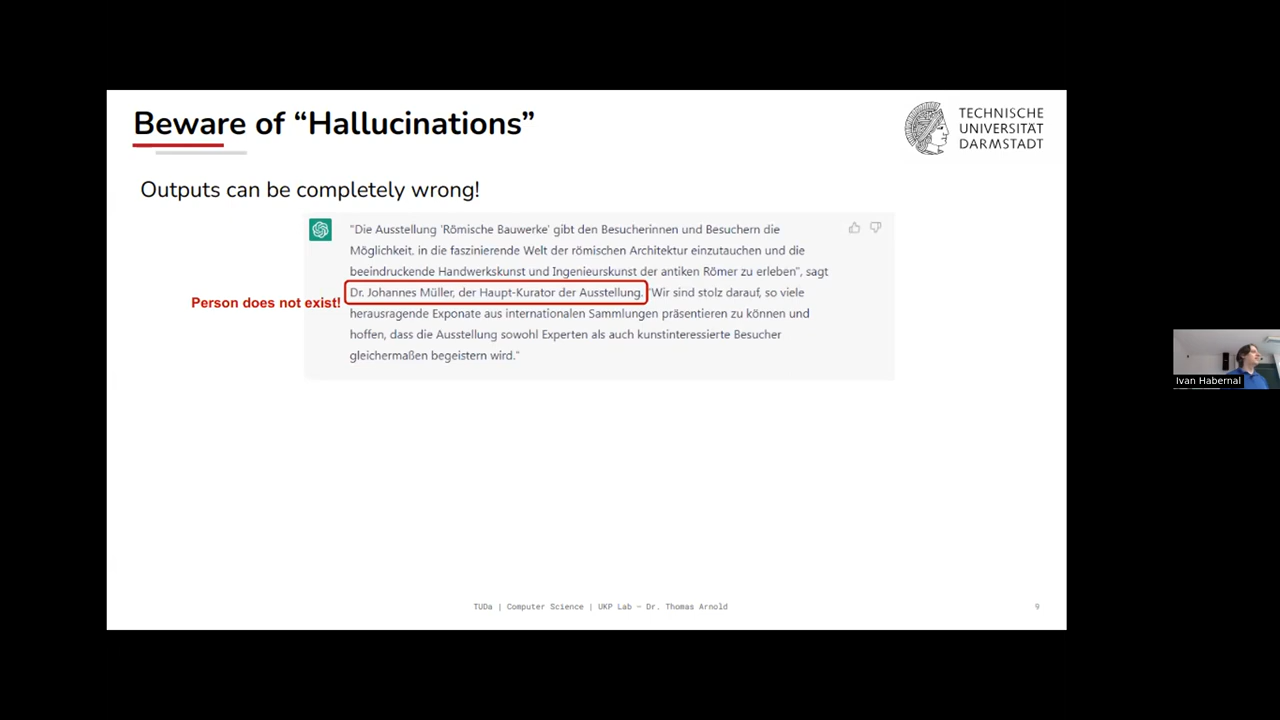 Beware of “Hallucinations”
TECHNISCHE
UNIVERSITÄT
DARMSTADT
Outputs can be completely wrong!
"Die Ausstellung 'Römische Bauwerke' gibt den Besucherinnen und Besuchern die
Möglichkeit, in die faszinierende Welt der römischen Architektur einzutauchen und die
beeindruckende Handwerkskunst und Ingenieurskunst der antiken Römer zu erleben", sagt
Dr. Johannes Müller, der Haupt-Kurator der Ausstellung. "Wir sind stolz darauf, so viele
Person does not exist!
herausragende Exponate aus internationalen Sammlungen präsentieren zu können und
hoffen, dass die Ausstellung sowohl Experten als auch kunstinteressierte Besucher
gleichermaßen begeistern wird."
Ivan Habernal
TUDa | Computer Science | UKP Lab – Dr. Thomas Arnold
9